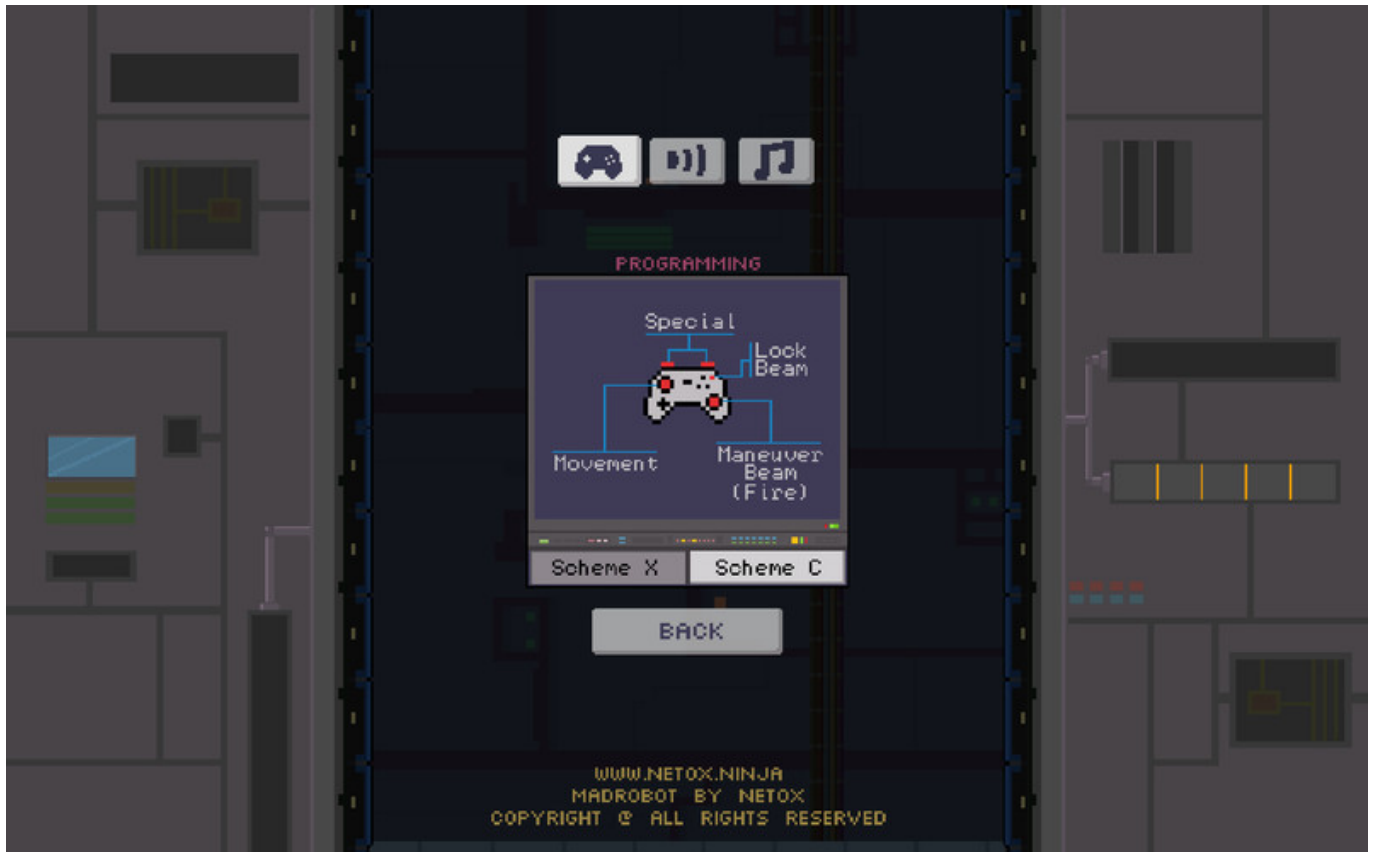 PROGRAMMING
Special
Lock
Beam
Movement
Maneuver
Beam
(Fire)
Scheme X
Scheme C
BACK
WWW.NETOX.NINJA
MADROBOT BY NETOX
COPYRIGHT @ ALL RIGHTS RESERVED